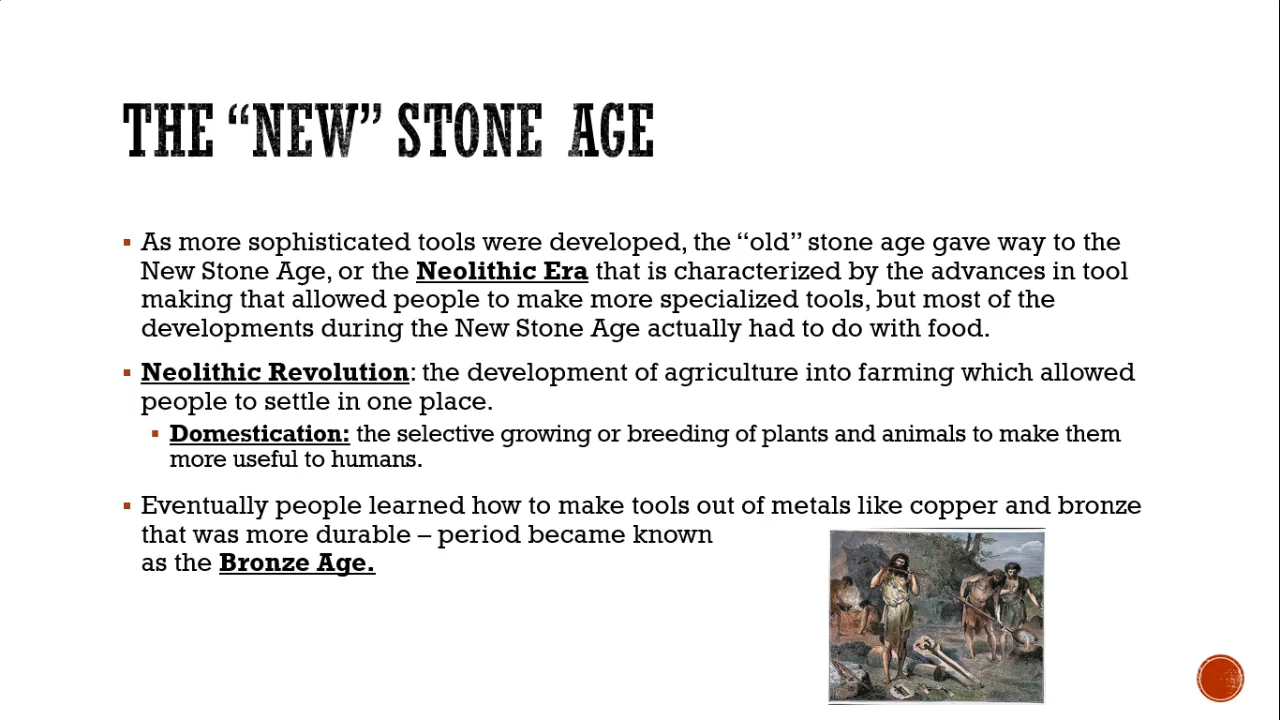 THE “NEW” STONE AGE
As more sophisticated tools were developed, the “old” stone age gave way to the
New Stone Age, or the Neolithic Era that is characterized by the advances in tool
making that allowed people to make more specialized tools, but most of the
developments during the New Stone Age actually had to do with food.
Neolithic Revolution: the development of agriculture into farming which allowed
people to settle in one place.
Domestication: the selective growing or breeding of plants and animals to make them
more useful to humans.
Eventually people learned how to make tools out of metals like copper and bronze
that was more durable – period became known
as the Bronze Age.